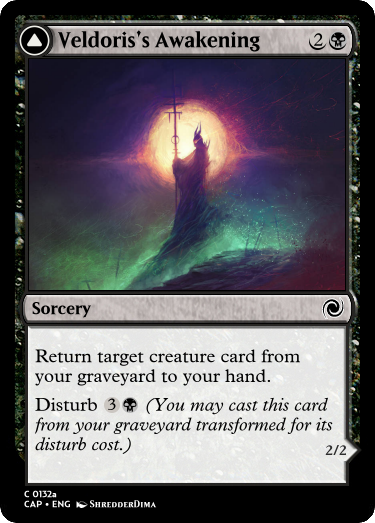 Veldoris's Awakening 2
Sorcery
Return target creature card from
your graveyard to your hand.
Disturb 3 (You may cast this card
from your graveyard transformed for its
disturb cost.)
2/2
C 0132a
CAP • ENG ShredderDima